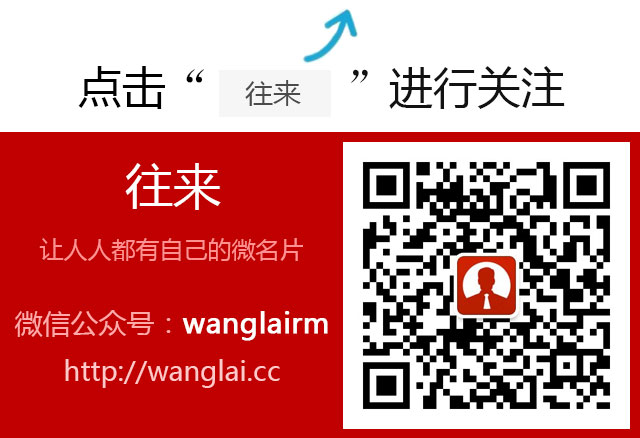 点击“ 往来 ”进行关注
往来
让人人都有自己的微名片
微信公众号：wanglairm
http://wanglai.cc